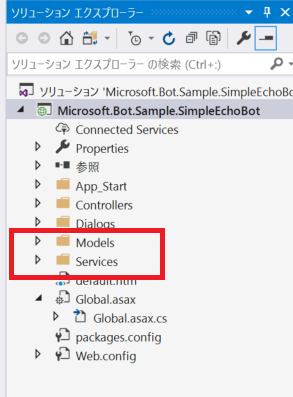 ソリューション エクスプローラー
ソリューション エクスプローラー の検索 (Ctrl+:)
ソリューション 'Microsoft.Bot.Sample.SimpleEchoBo
Microsoft.Bot.Sample.SimpleEchoBot
Connected Services
Properties
参照
App_Start
Controllers
Dialogs
Models
Services
default.htm
Global.asax
Global.asax.cs
packages.config
Web.config